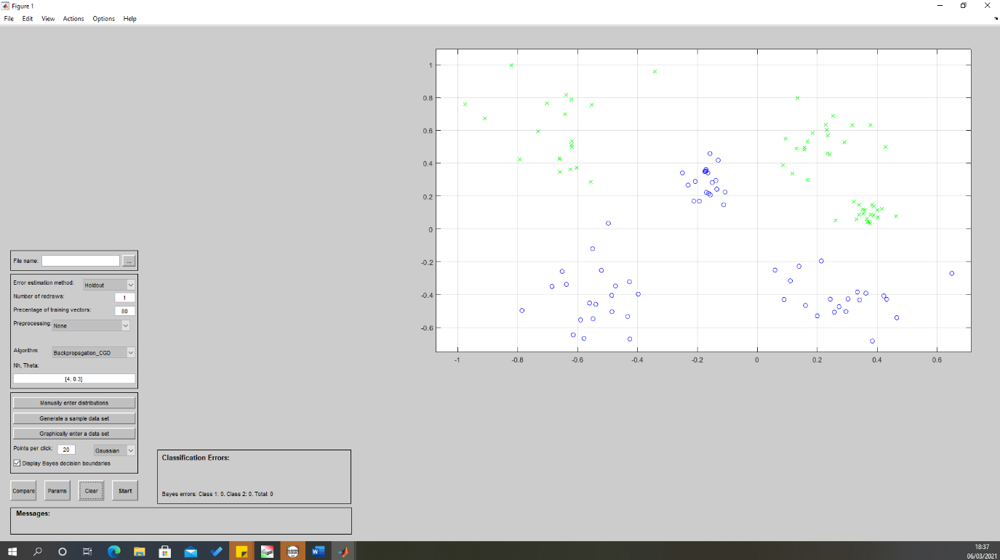 Figure 1
File Edit View Actions Options Help
1
0.8
0.6
0.4
0.2
0
-0.2
-0.4
-0.6
-1 -0.8 -0.6 -0.4 -0.2 0 0.2 0.4 0.6
File name: ...
Error estimation method: Holdout
Number of redraws: 1
Precentage of training vectors: 80
Preprocessing: None
Algorithm: Backpropagation_CGD
Nh, Theta:
[4, 0.3]
Manually enter distributions
Generate a sample data set
Graphically enter a data set
Points per click: 20 Gaussian
Display Bayes decision boundaries
Compare Params Clear Start
Classification Errors:
Bayes errors: Class 1: 0. Class 2: 0. Total: 0
Messages:
18:37
06/03/2021